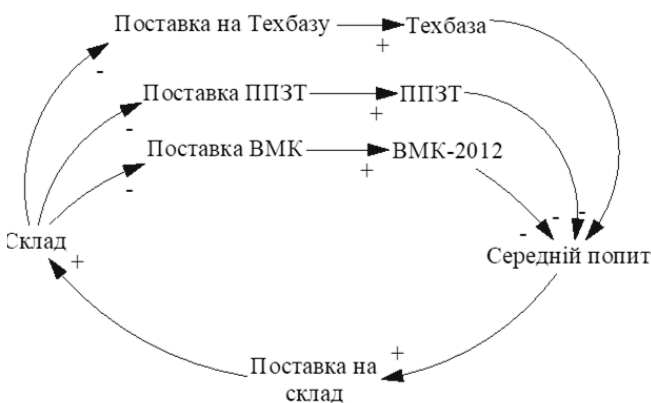 Поставка на Техбазу
Техбаза
+
-
Поставка ППЗТ
ППЗТ
+
-
Поставка ВМК
ВМК-2012
+
-
- - -
Склад
+
Середній попит
+
Поставка на
склад